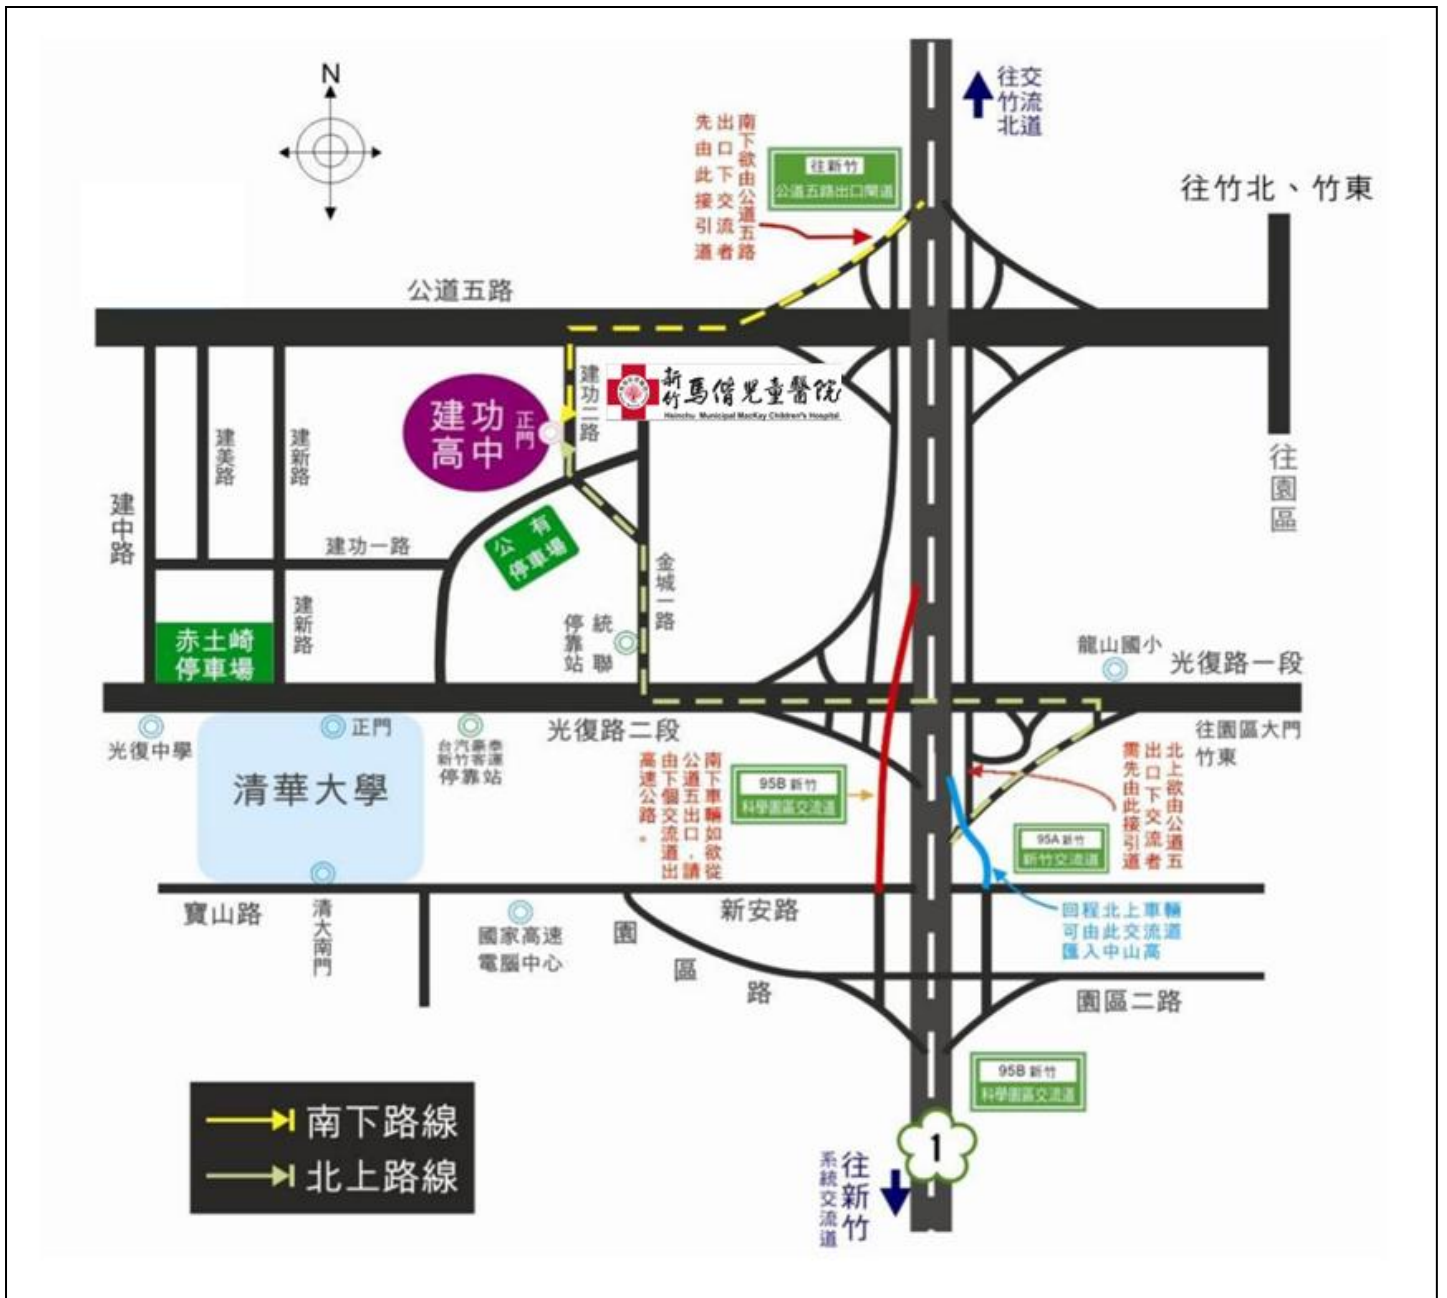 N
往竹北
交流道
南下欲由公道五路
出口下交流者
先由此接引道
往新竹
公道五路出口閘道
往竹北、竹東
公道五路
建功二路
新竹馬偕兒童醫院
Hsinchu Municipal MacKay Children's Hospital
建功
高中
正門
建美路
建新路
往園區
建中路
建功一路
公有
停車場
金城一路
建新路
統聯
停靠站
赤土崎
停車場
龍山國小
光復路一段
光復中學
正門
台汽豪泰
新竹客運
停靠站
光復路二段
往園區大門
竹東
清華大學
南下車輛如欲從
公道五出口,請
由下個交流道出
高速公路。
95B 新竹
科學園區交流道
北上欲由公道五
出口下交流者
需先由此接引道
95A 新竹
新竹交流道
寶山路
清大南門
國家高速
電腦中心
園區路
新安路
回程北上車輛
可由此交流道
匯入中山高
園區二路
95B 新竹
科學園區交流道
南下路線
北上路線
1
往新竹
系統交流道